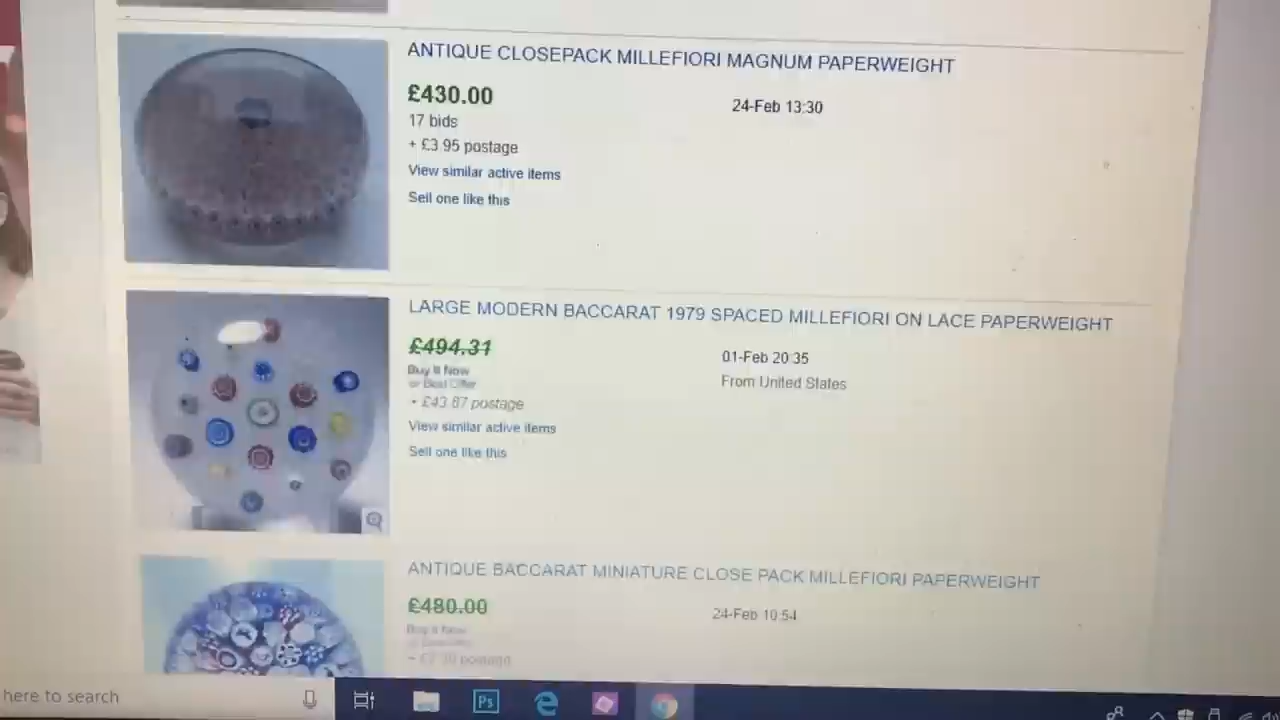 ANTIQUE CLOSEPACK MILLEFIORI MAGNUM PAPERWEIGHT
£430.00
24-Feb 13:30
17 bids
+ £3.95 postage
View similar active items
Sell one like this
LARGE MODERN BACCARAT 1979 SPACED MILLEFIORI ON LACE PAPERWEIGHT
£494.31
01-Feb 20:35
Buy It Now
From United States
or Best Offer
+ £43.87 postage
View similar active items
Sell one like this
ANTIQUE BACCARAT MINIATURE CLOSE PACK MILLEFIORI PAPERWEIGHT
£480.00
24-Feb 10:54
Buy It Now
postage
here to search
Ps